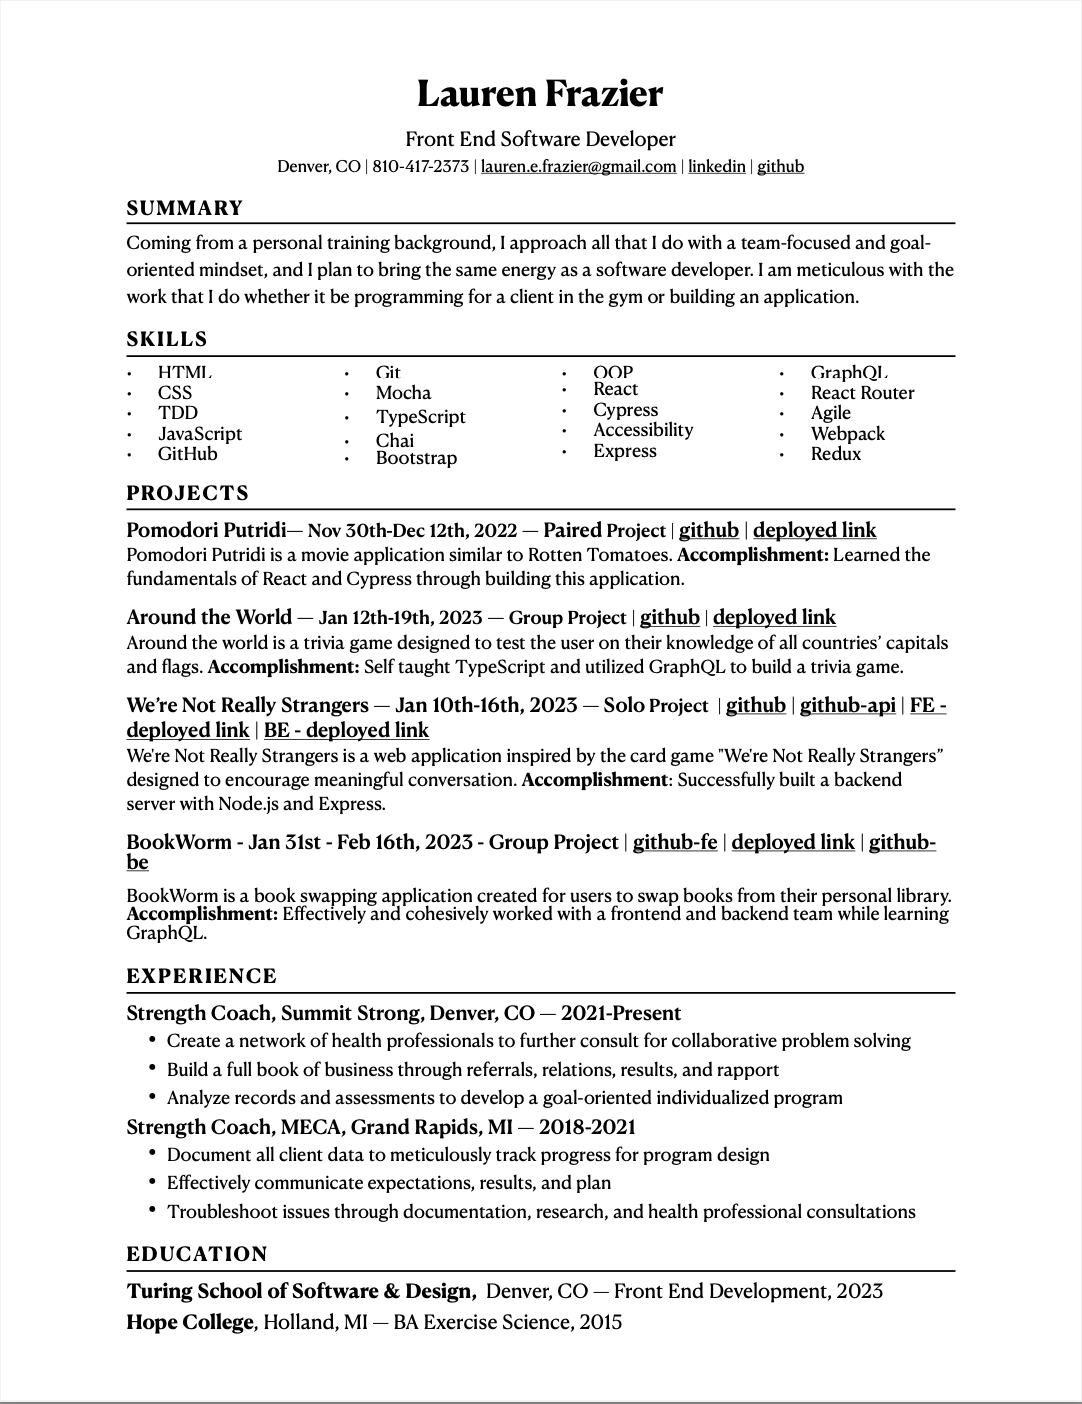 Lauren Frazier
Front End Software Developer
Denver, CO | 810-417-2373 | lauren.e.frazier@gmail.com | linkedin | github
SUMMARY
Coming from a personal training background, I approach all that I do with a team-focused and goal-
oriented mindset, and I plan to bring the same energy as a software developer. I am meticulous with the
work that I do whether it be programming for a client in the gym or building an application.
SKILLS
• HTML
• CSS
• TDD
• JavaScript
• GitHub
• Git
• Mocha
• TypeScript
• Chai
• Bootstrap
• OOP
• React
• Cypress
• Accessibility
• Express
• GraphQL
• React Router
• Agile
• Webpack
• Redux
PROJECTS
Pomodori Putridi— Nov 30th-Dec 12th, 2022 — Paired Project | github | deployed link
Pomodori Putridi is a movie application similar to Rotten Tomatoes. Accomplishment: Learned the
fundamentals of React and Cypress through building this application.
Around the World — Jan 12th-19th, 2023 — Group Project | github | deployed link
Around the world is a trivia game designed to test the user on their knowledge of all countries’ capitals
and flags. Accomplishment: Self taught TypeScript and utilized GraphQL to build a trivia game.
We’re Not Really Strangers — Jan 10th-16th, 2023 — Solo Project | github | github-api | FE -
deployed link | BE - deployed link
We're Not Really Strangers is a web application inspired by the card game "We're Not Really Strangers”
designed to encourage meaningful conversation. Accomplishment: Successfully built a backend
server with Node.js and Express.
BookWorm - Jan 31st - Feb 16th, 2023 - Group Project | github-fe | deployed link | github-
be
BookWorm is a book swapping application created for users to swap books from their personal library.
Accomplishment: Effectively and cohesively worked with a frontend and backend team while learning
GraphQL.
EXPERIENCE
Strength Coach, Summit Strong, Denver, CO — 2021-Present
• Create a network of health professionals to further consult for collaborative problem solving
• Build a full book of business through referrals, relations, results, and rapport
• Analyze records and assessments to develop a goal-oriented individualized program
Strength Coach, MECA, Grand Rapids, MI — 2018-2021
• Document all client data to meticulously track progress for program design
• Effectively communicate expectations, results, and plan
• Troubleshoot issues through documentation, research, and health professional consultations
EDUCATION
Turing School of Software & Design, Denver, CO — Front End Development, 2023
Hope College, Holland, MI — BA Exercise Science, 2015